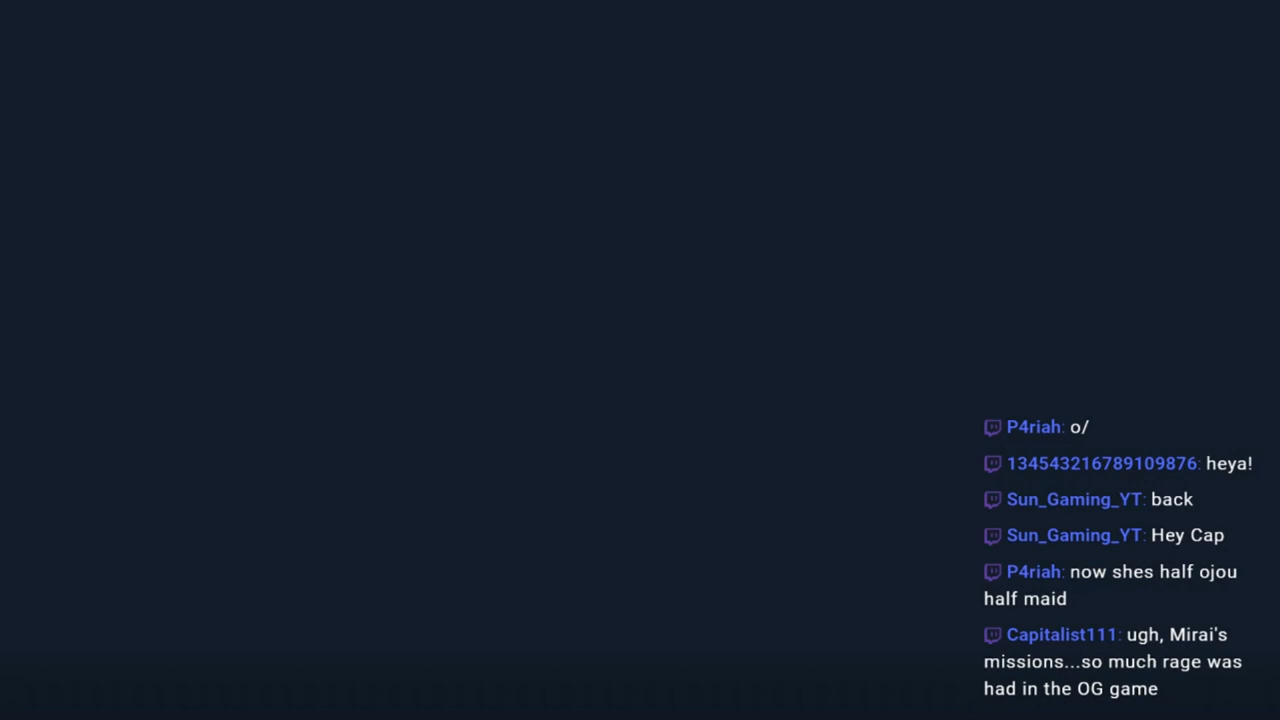 P4riah: o/
134543216789109876: heya!
Sun_Gaming_YT: back
Sun_Gaming_YT: Hey Cap
P4riah: now shes half ojou
half maid
Capitalist111: ugh, Mirai's
missions...so much rage was
had in the OG game